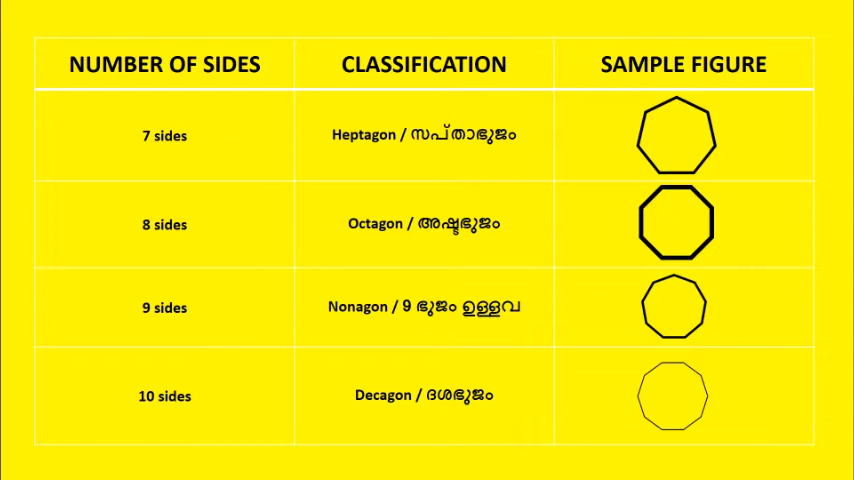 NUMBER OF SIDES CLASSIFICATION SAMPLE FIGURE
7 sides Heptagon / സപ്താഭുജം
8 sides Octagon / അഷ്ടഭുജം
9 sides Nonagon / 9 ഭുജം ഉള്ളവ
10 sides Decagon / ദശഭുജം